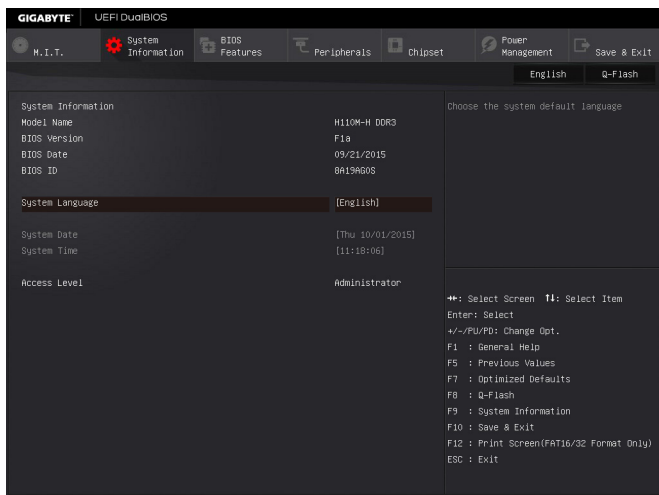 GIGABYTE™ UEFI DualBIOS
M.I.T.
System Information
BIOS Features
Peripherals
Chipset
Power Management
Save & Exit
English Q-Flash
System Information
Model Name H110M-H DDR3
BIOS Version F1a
BIOS Date 09/21/2015
BIOS ID 8A19AG0S
System Language [English]
System Date [Thu 10/01/2015]
System Time [11:18:06]
Access Level Administrator
Choose the system default language
→←: Select Screen ↑↓: Select Item
Enter: Select
+/-/PU/PD: Change Opt.
F1 : General Help
F5 : Previous Values
F7 : Optimized Defaults
F8 : Q-Flash
F9 : System Information
F10 : Save & Exit
F12 : Print Screen(FAT16/32 Format Only)
ESC : Exit